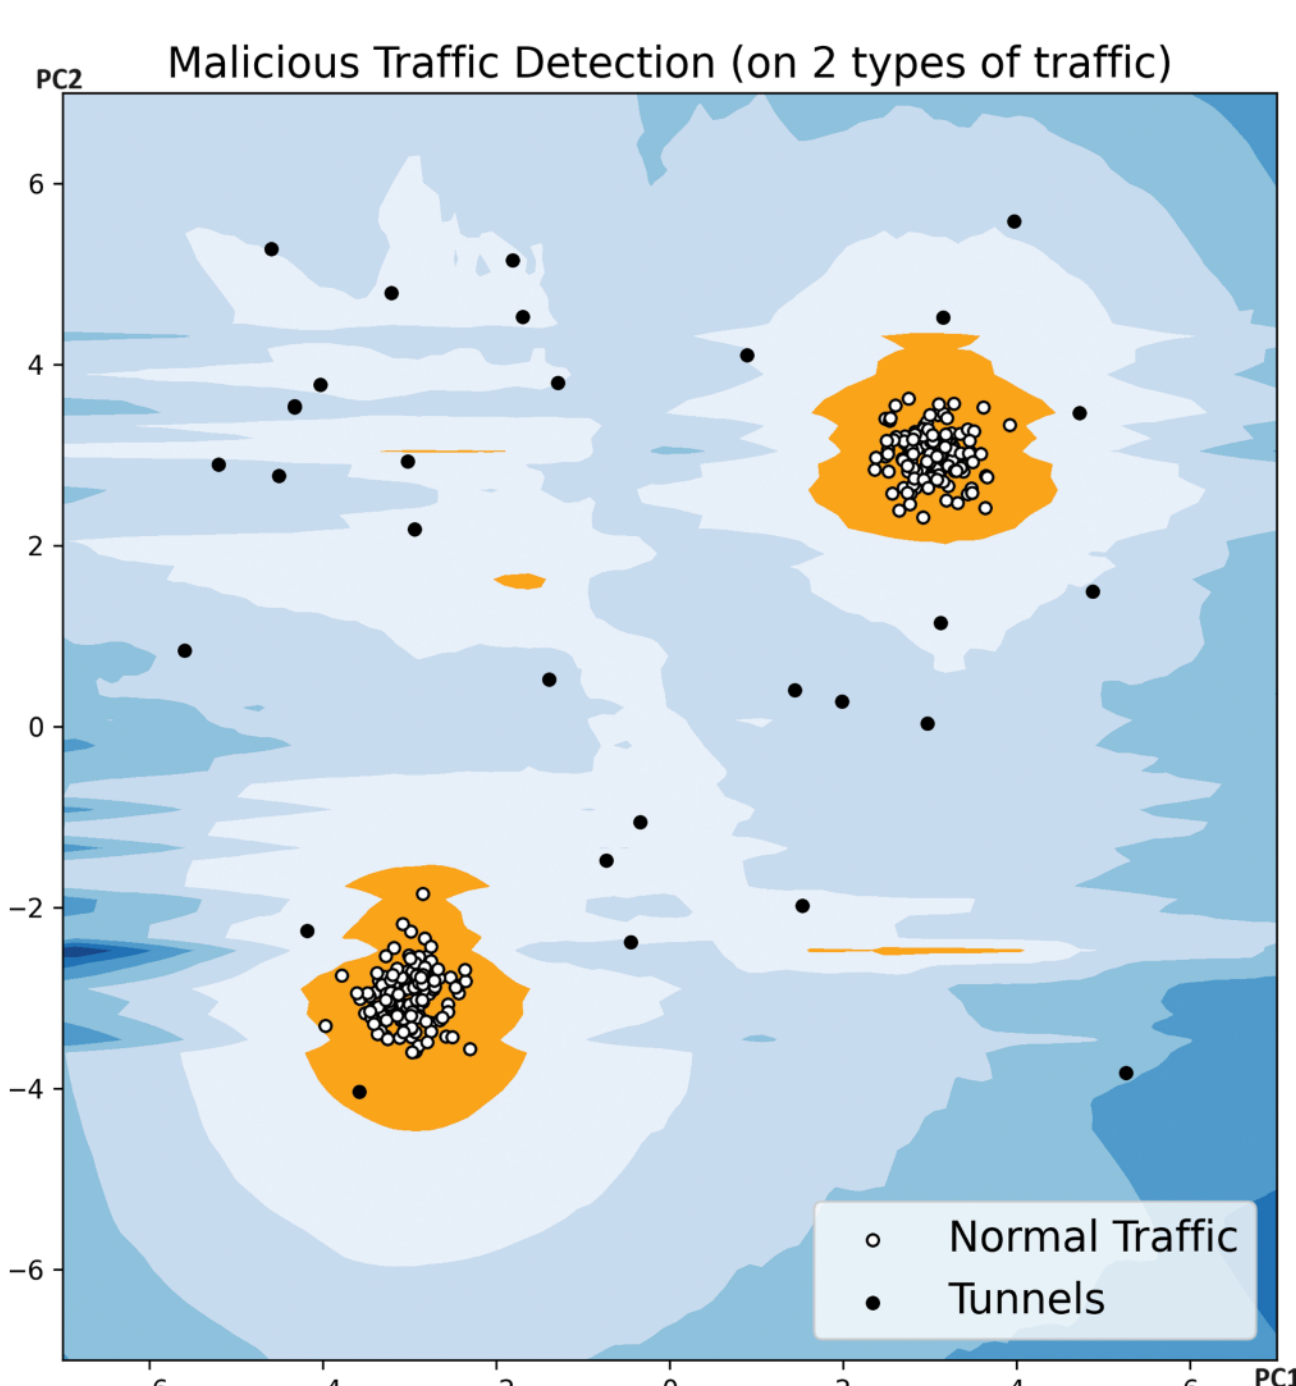 Malicious Traffic Detection (on 2 types of traffic)
PC2
6
4
2
0
−2
−4
−6
Normal Traffic
Tunnels
PC1